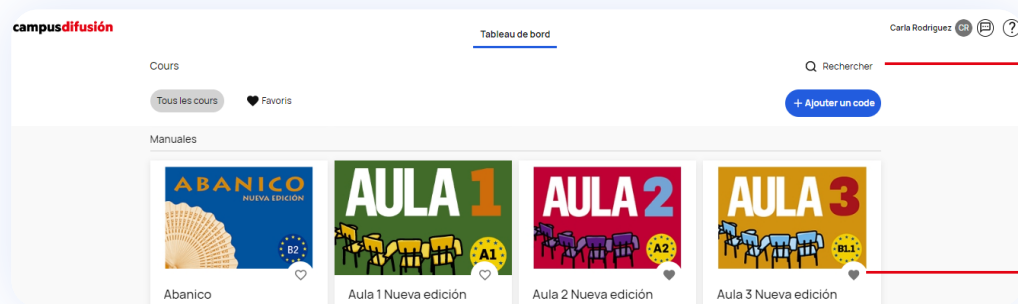 campusdifusión
Tableau de bord
Carla Rodriguez CR ?
Cours
Rechercher
Tous les cours
Favoris
+ Ajouter un code
Manuales
ABANICO
NUEVA EDICIÓN
B2
AULA 1
A1
AULA 2
A2
AULA 3
B1.1
Abanico
Aula 1 Nueva edición
Aula 2 Nueva edición
Aula 3 Nueva edición